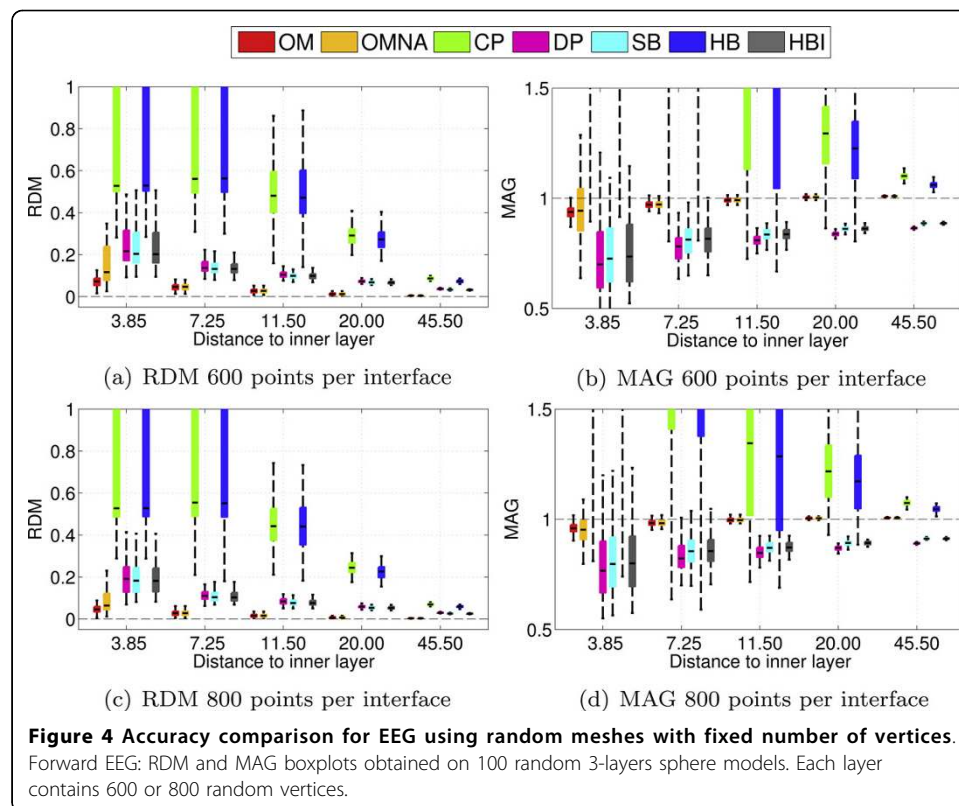 OM OMNA CP DP SB HB HBI
1
0.8
0.6
0.4
0.2
0
RDM
3.85 7.25 11.50 20.00 45.50
Distance to inner layer
(a) RDM 600 points per interface
1.5
1
0.5
MAG
3.85 7.25 11.50 20.00 45.50
Distance to inner layer
(b) MAG 600 points per interface
1
0.8
0.6
0.4
0.2
0
RDM
3.85 7.25 11.50 20.00 45.50
Distance to inner layer
(c) RDM 800 points per interface
1.5
1
0.5
MAG
3.85 7.25 11.50 20.00 45.50
Distance to inner layer
(d) MAG 800 points per interface
Figure 4 Accuracy comparison for EEG using random meshes with fixed number of vertices.
Forward EEG: RDM and MAG boxplots obtained on 100 random 3-layers sphere models. Each layer
contains 600 or 800 random vertices.